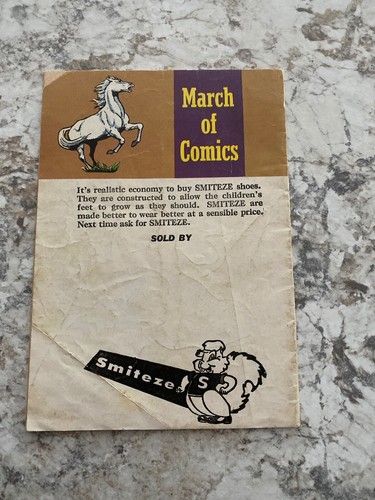 March
of
Comics
It's realistic economy to buy SMITEZE shoes.
They are constructed to allow the children's
feet to grow as they should. SMITEZE are
made better to wear better at a sensible price.
Next time ask for SMITEZE.
SOLD BY
Smiteze
S